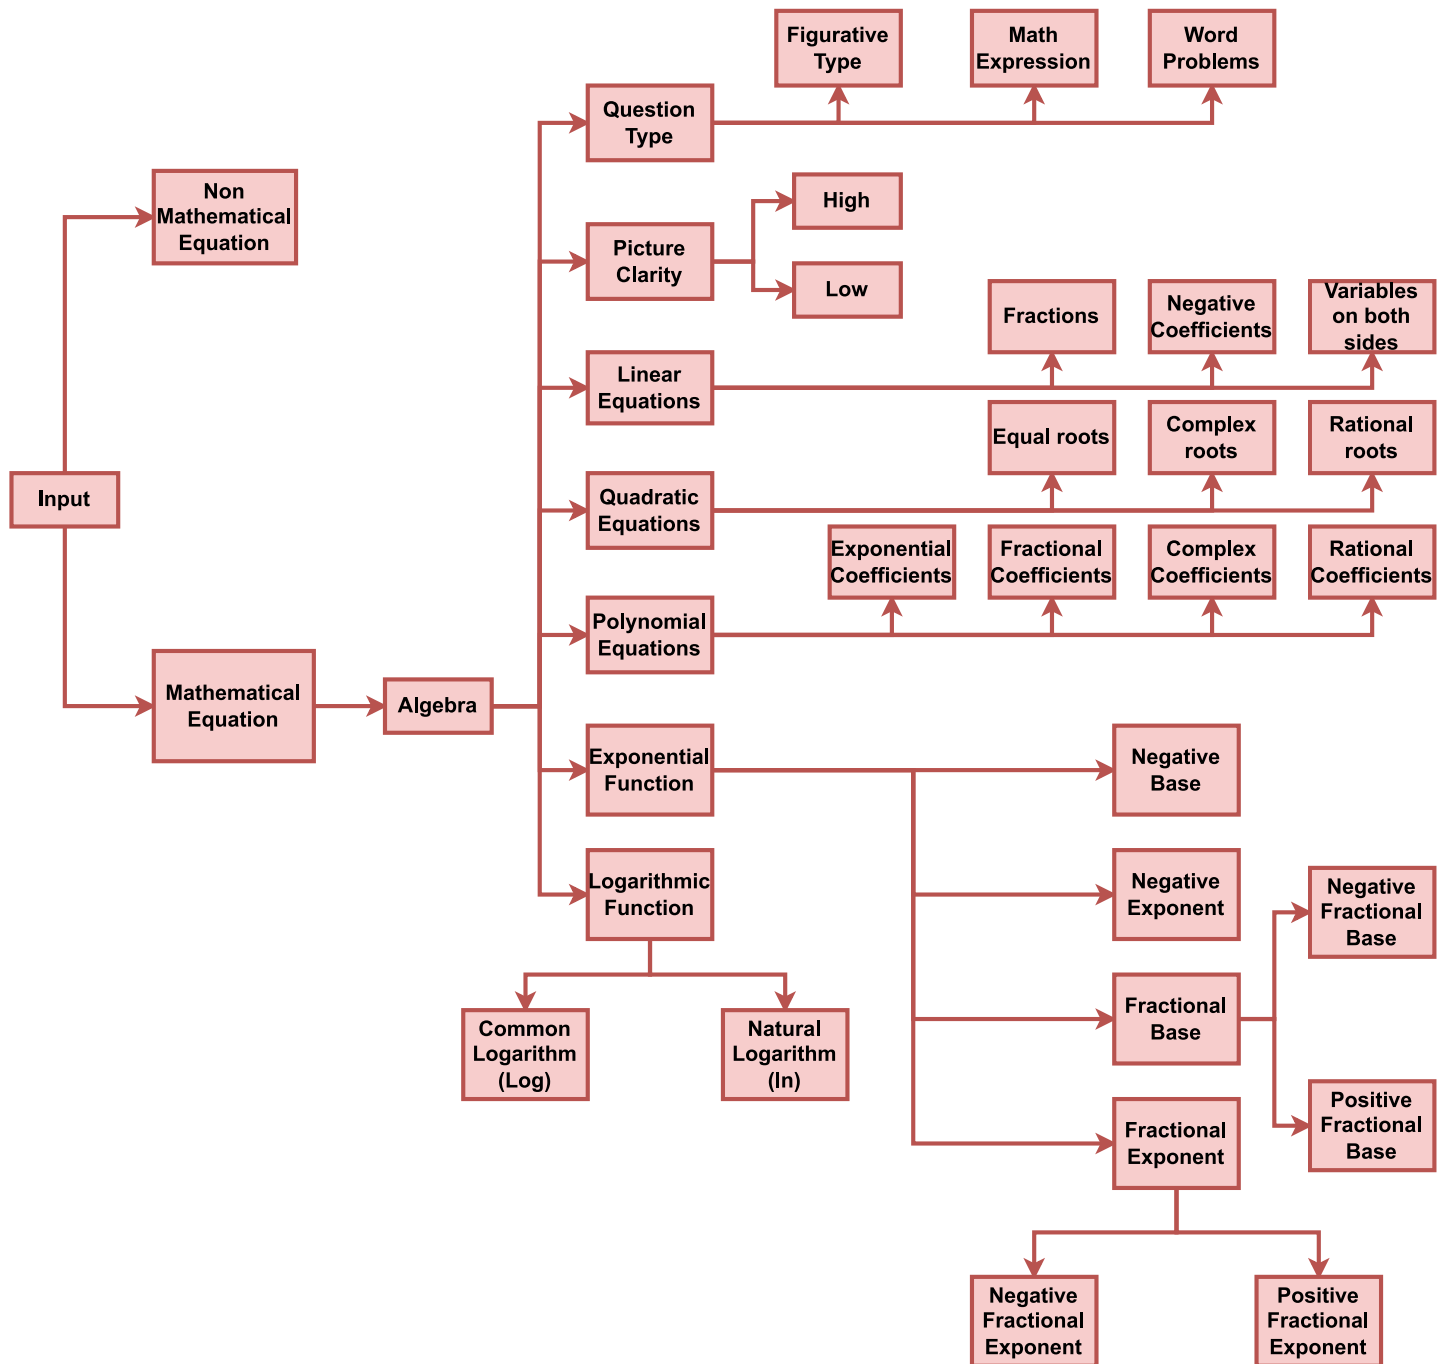 Figurative
Type
Math
Expression
Word
Problems
Question
Type
Non
Mathematical
Equation
High
Picture
Clarity
Low
Fractions
Negative
Coefficients
Variables
on both
sides
Linear
Equations
Equal roots
Complex
roots
Rational
roots
Input
Quadratic
Equations
Exponential
Coefficients
Fractional
Coefficients
Complex
Coefficients
Rational
Coefficients
Polynomial
Equations
Mathematical
Equation
Algebra
Exponential
Function
Negative
Base
Logarithmic
Function
Negative
Exponent
Negative
Fractional
Base
Common
Logarithm
(Log)
Natural
Logarithm
(In)
Fractional
Base
Positive
Fractional
Base
Fractional
Exponent
Negative
Fractional
Exponent
Positive
Fractional
Exponent